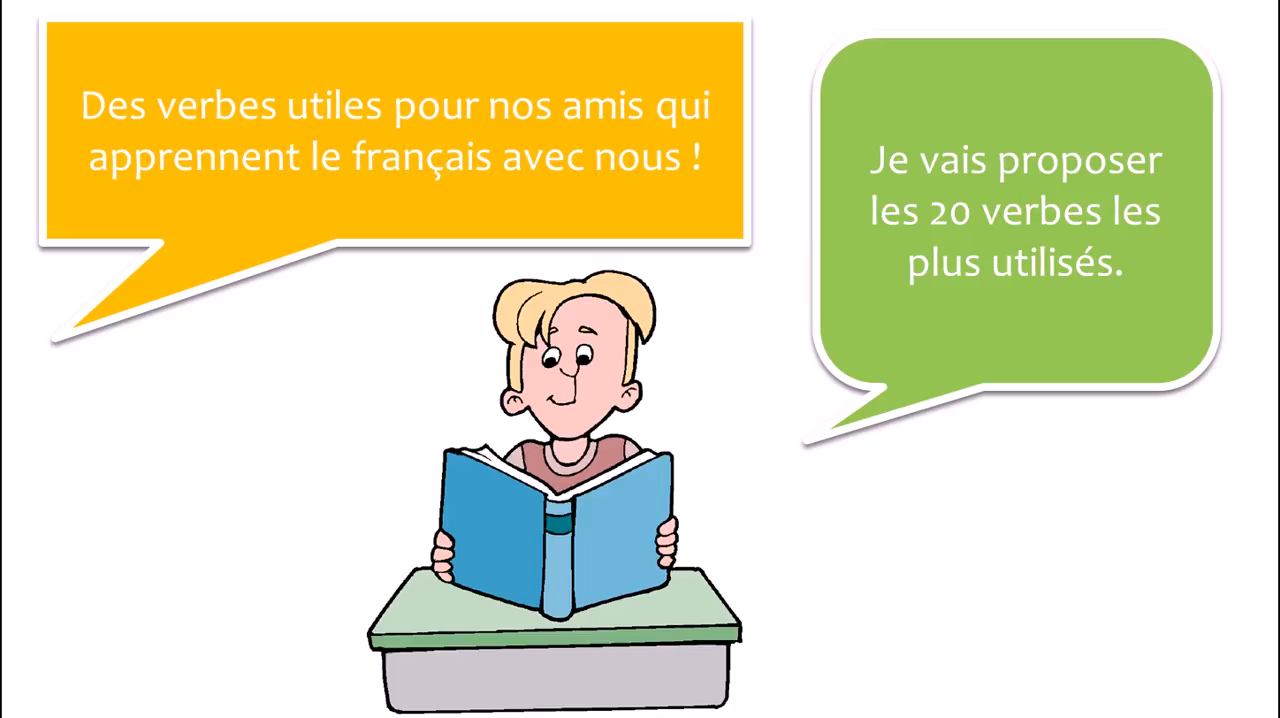 Des verbes utiles pour nos amis qui
apprennent le français avec nous !
Je vais proposer
les 20 verbes les
plus utilisés.